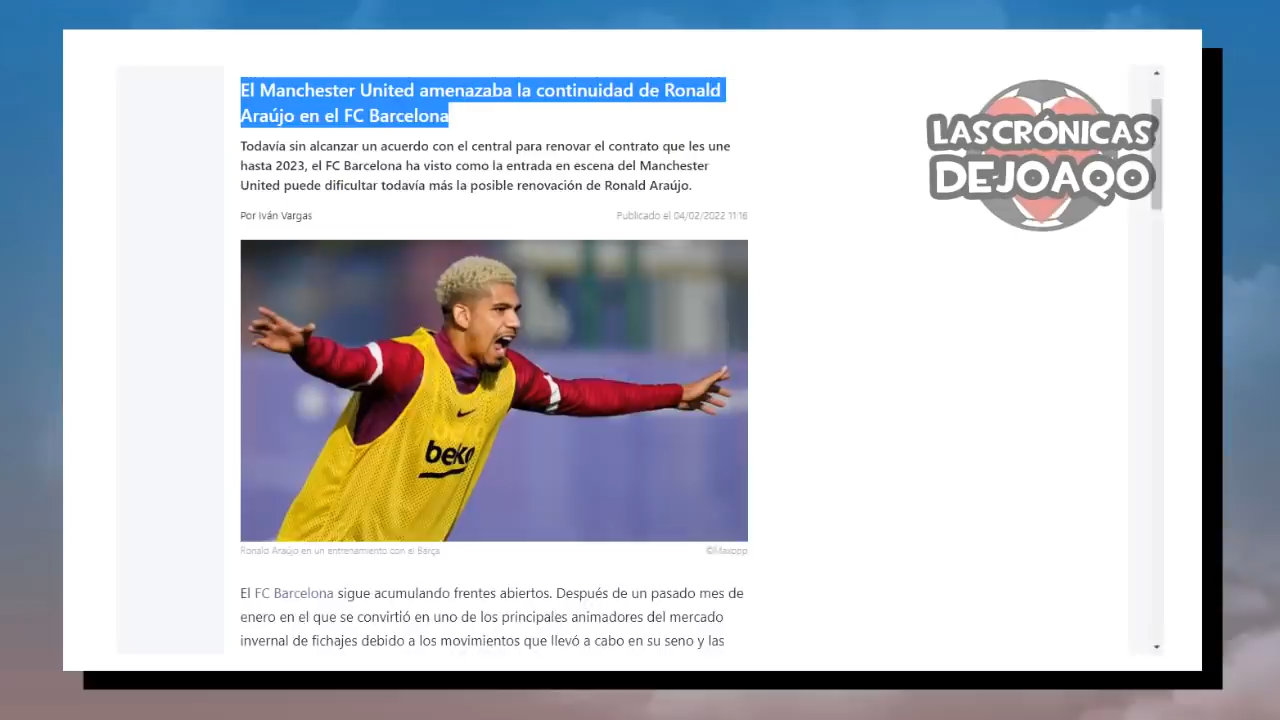 El Manchester United amenazaba la continuidad de Ronald
Araújo en el FC Barcelona
Todavía sin alcanzar un acuerdo con el central para renovar el contrato que les une
hasta 2023, el FC Barcelona ha visto como la entrada en escena del Manchester
United puede dificultar todavía más la posible renovación de Ronald Araújo.
Por Iván Vargas
Publicado el 04/02/2022 11:16
LASCRÓNICAS
DEJOAQO
beko
Ronald Araújo en un entrenamiento con el Barça
©Maxppp
El FC Barcelona sigue acumulando frentes abiertos. Después de un pasado mes de
enero en el que se convirtió en uno de los principales animadores del mercado
invernal de fichajes debido a los movimientos que llevó a cabo en su seno y las